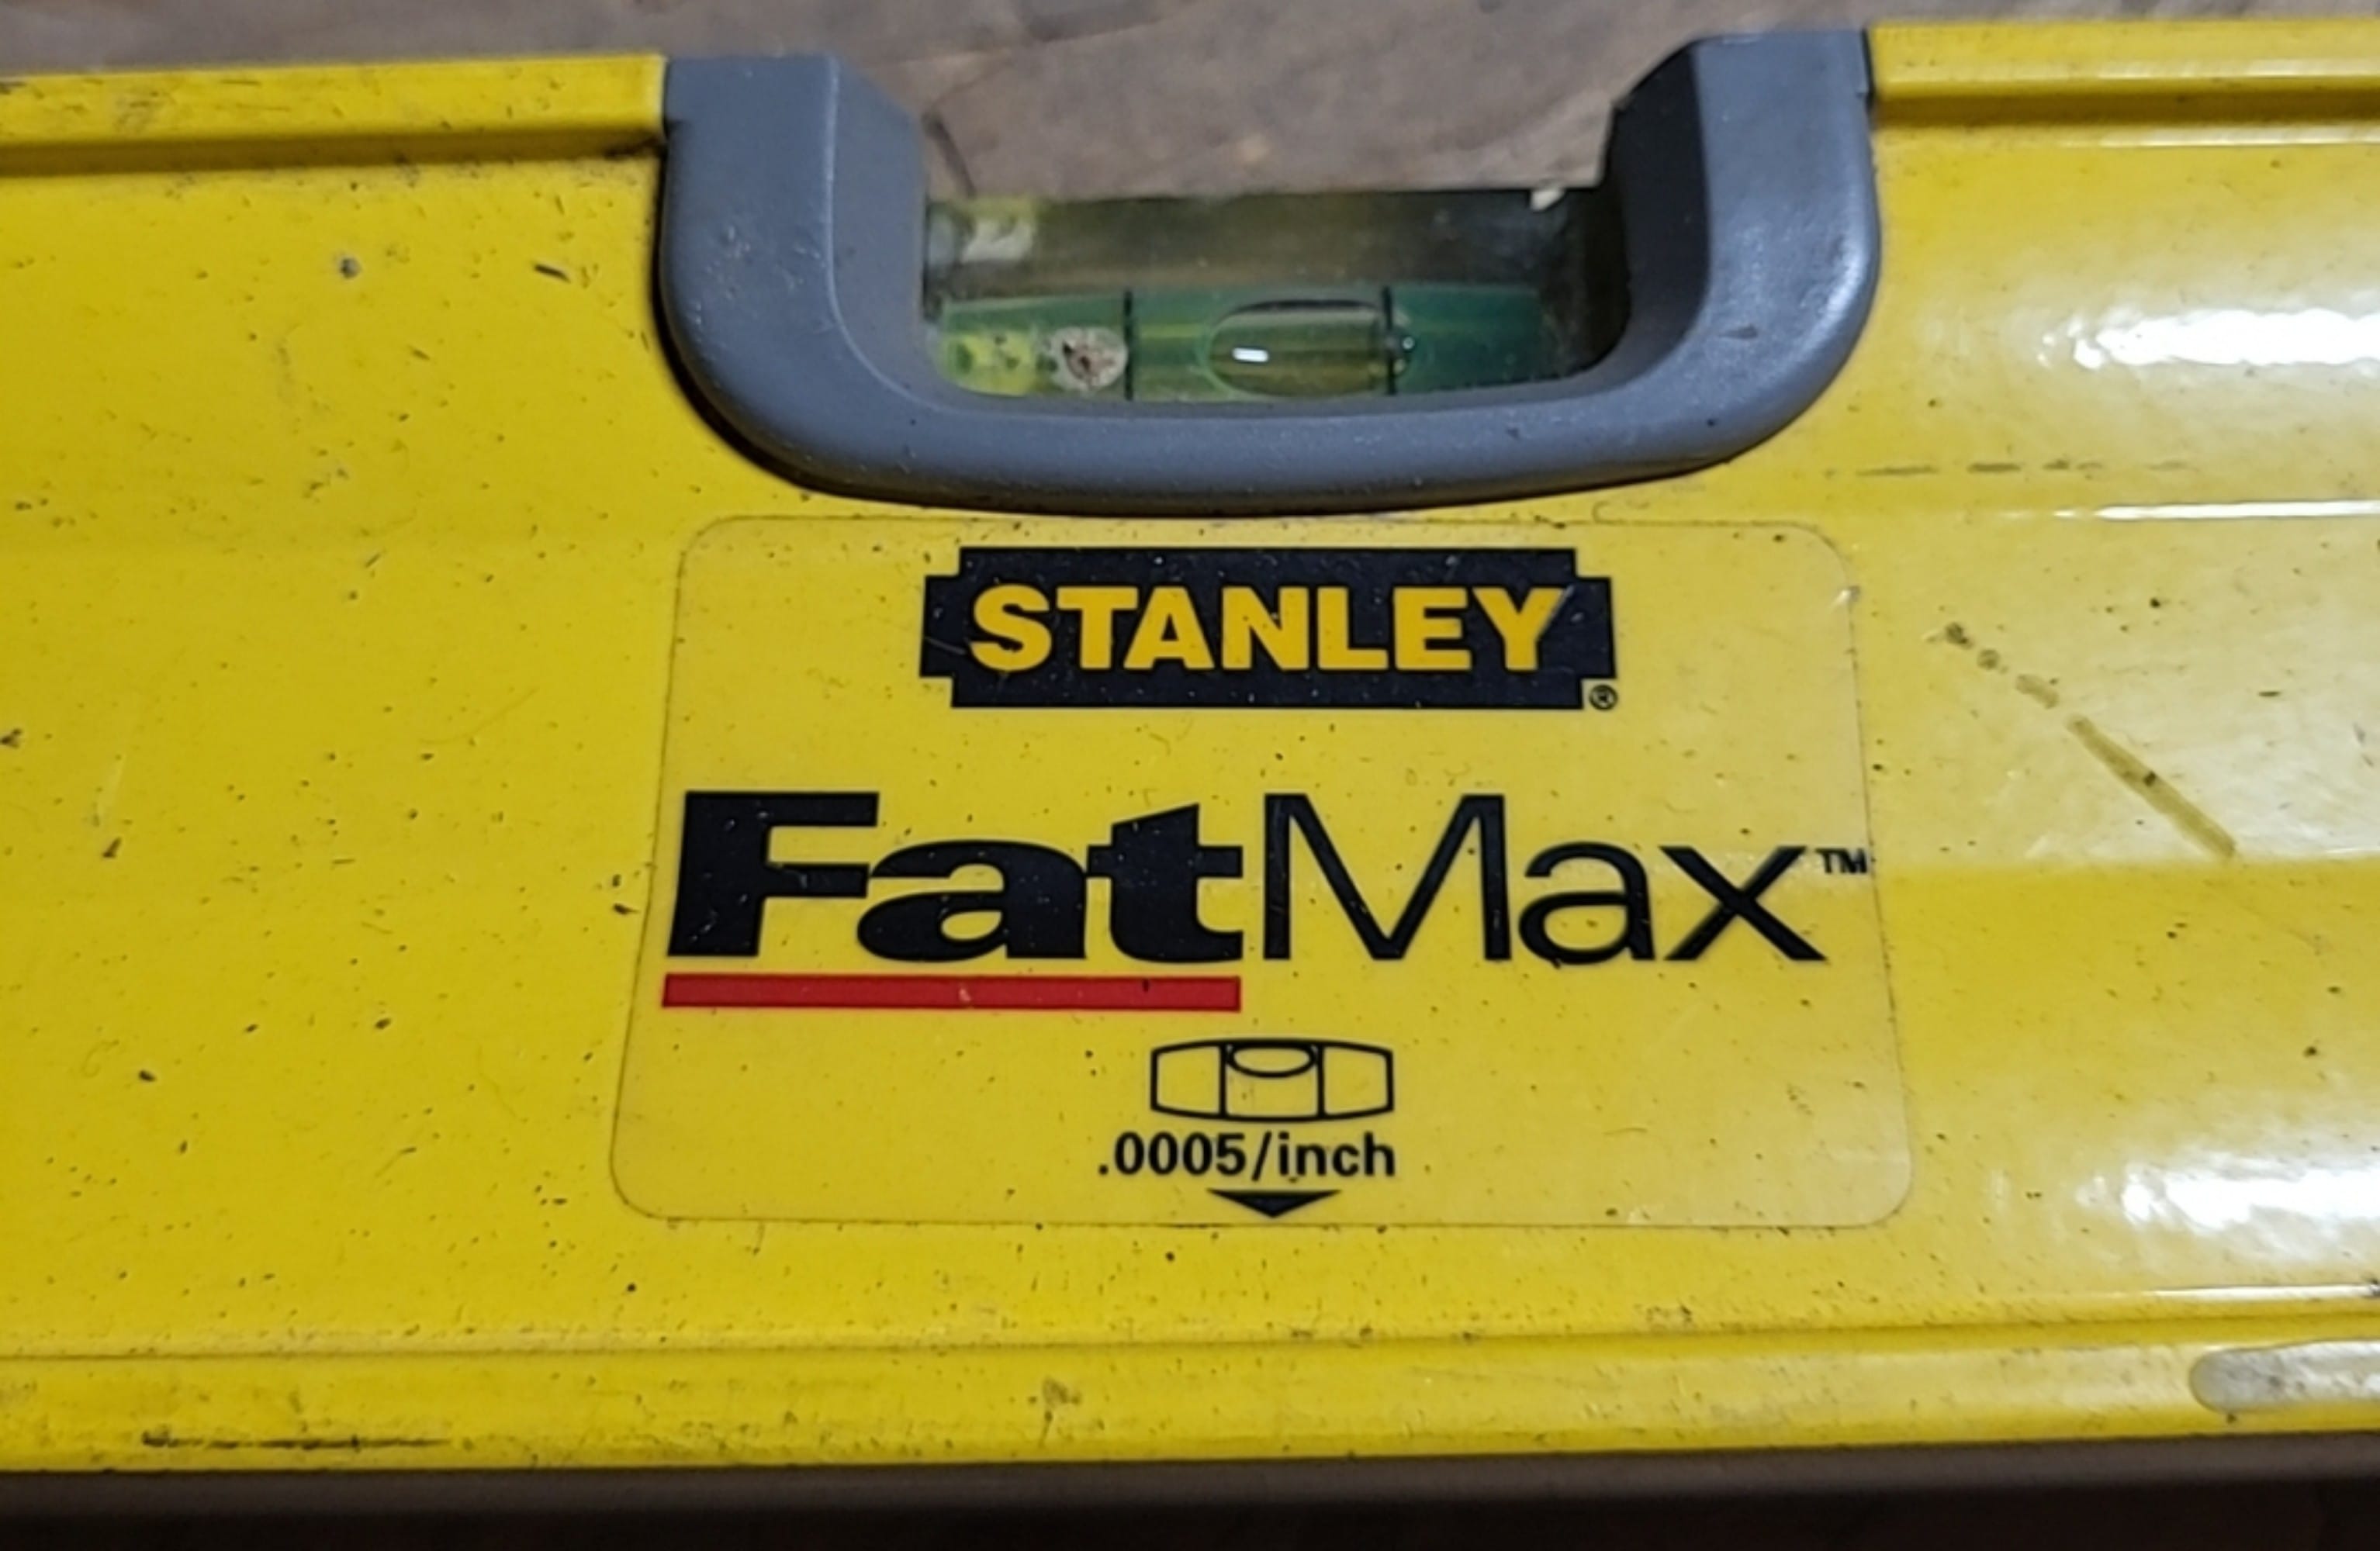 STANLEY®
FatMax™
.0005/inch